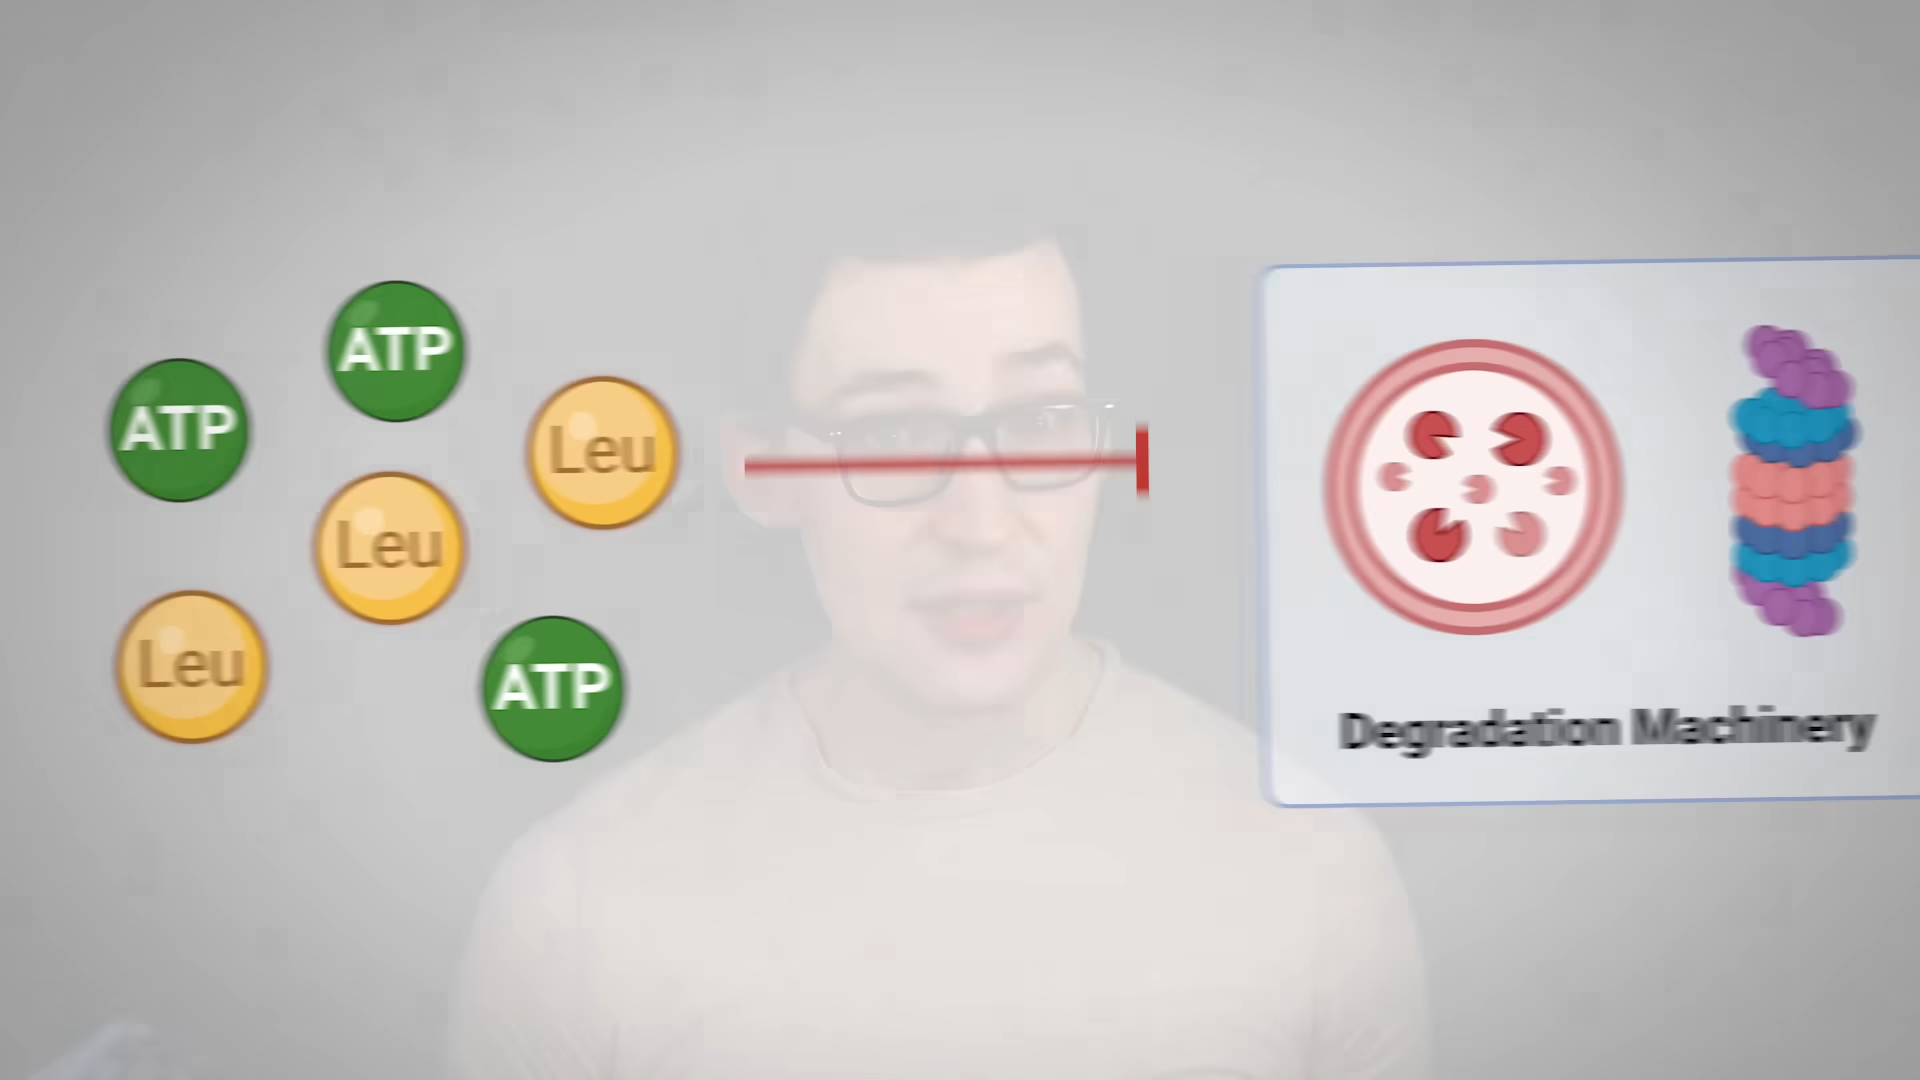 ATP
ATP
Leu
Leu
Leu
ATP
Degradation Machinery